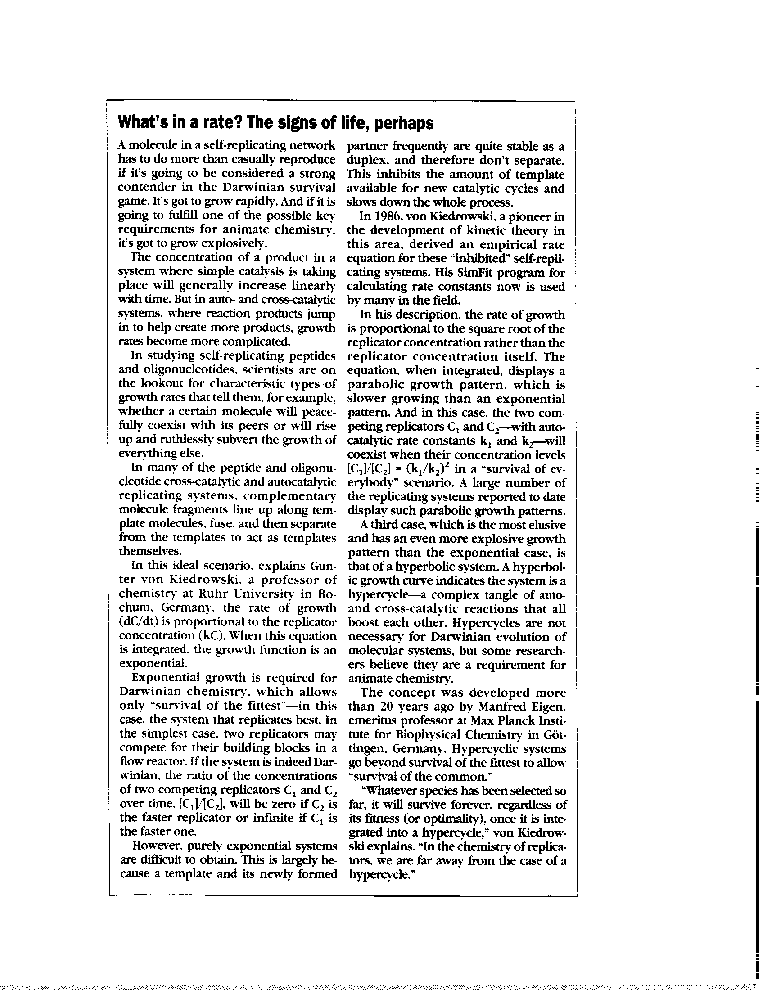 What's in a rate? The signs of life, perhaps
A molecule in a self-replicating network
has to do more than casually reproduce
if it's going to be considered a strong
contender in the Darwinian survival
game. It's got to grow rapidly. And if it is
going to fulfill one of the possible key
requirements for animate chemistry,
it's got to grow explosively.
The concentration of a product in a
system where simple catalysis is taking
place will generally increase linearly
with time. But in auto- and cross-catalytic
systems, where reaction products jump
in to help create more products, growth
rates become more complicated.
In studying self-replicating peptides
and oligonucleotides, scientists are on
the lookout for characteristic types of
growth rates that tell them, for example,
whether a certain molecule will peace-
fully coexist with its peers or will rise
up and ruthlessly subvert the growth of
everything else.
In many of the peptide and oligonu-
cleotide cross-catalytic and autocatalytic
replicating systems, complementary
molecule fragments line up along tem-
plate molecules, fuse, and then separate
from the templates to act as templates
themselves.
In this ideal scenario, explains Gun-
ter von Kiedrowski, a professor of
chemistry at Ruhr University in Bo-
chum, Germany, the rate of growth
(dC/dt) is proportional to the replicator
concentration (kC). When this equation
is integrated, the growth function is an
exponential.
Exponential growth is required for
Darwinian chemistry, which allows
only "survival of the fittest"—in this
case, the system that replicates best. In
the simplest case, two replicators may
compete for their building blocks in a
flow reactor. If the system is indeed Dar-
winian, the ratio of the concentrations
of two competing replicators C₁ and C₂
over time, [C₁]/[C₂], will be zero if C₂ is
the faster replicator or infinite if C₁ is
the faster one.
However, purely exponential systems
are difficult to obtain. This is largely be-
cause a template and its newly formed
partner frequently are quite stable as a
duplex, and therefore don't separate.
This inhibits the amount of template
available for new catalytic cycles and
slows down the whole process.
In 1986, von Kiedrowski, a pioneer in
the development of kinetic theory in
this area, derived an empirical rate
equation for these "inhibited" self-repli-
cating systems. His SimFit program for
calculating rate constants now is used
by many in the field.
In his description, the rate of growth
is proportional to the square root of the
replicator concentration rather than the
replicator concentration itself. The
equation, when integrated, displays a
parabolic growth pattern, which is
slower growing than an exponential
pattern. And in this case, the two com-
peting replicators C₁ and C₂—with auto-
catalytic rate constants k₁ and k₂—will
coexist when their concentration levels
[C₁]/[C₂] = (k₁/k₂)² in a "survival of ev-
erybody" scenario. A large number of
the replicating systems reported to date
display such parabolic growth patterns.
A third case, which is the most elusive
and has an even more explosive growth
pattern than the exponential case, is
that of a hyperbolic system. A hyperbol-
ic growth curve indicates the system is a
hypercycle—a complex tangle of auto-
and cross-catalytic reactions that all
boost each other. Hypercycles are not
necessary for Darwinian evolution of
molecular systems, but some research-
ers believe they are a requirement for
animate chemistry.
The concept was developed more
than 20 years ago by Manfred Eigen,
emeritus professor at Max Planck Insti-
tute for Biophysical Chemistry in Göt-
tingen, Germany. Hypercyclic systems
go beyond survival of the fittest to allow
"survival of the common."
"Whatever species has been selected so
far, it will survive forever, regardless of
its fitness (or optimality), once it is inte-
grated into a hypercycle," von Kiedrow-
ski explains. "In the chemistry of replica-
tors, we are far away from the case of a
hypercycle."